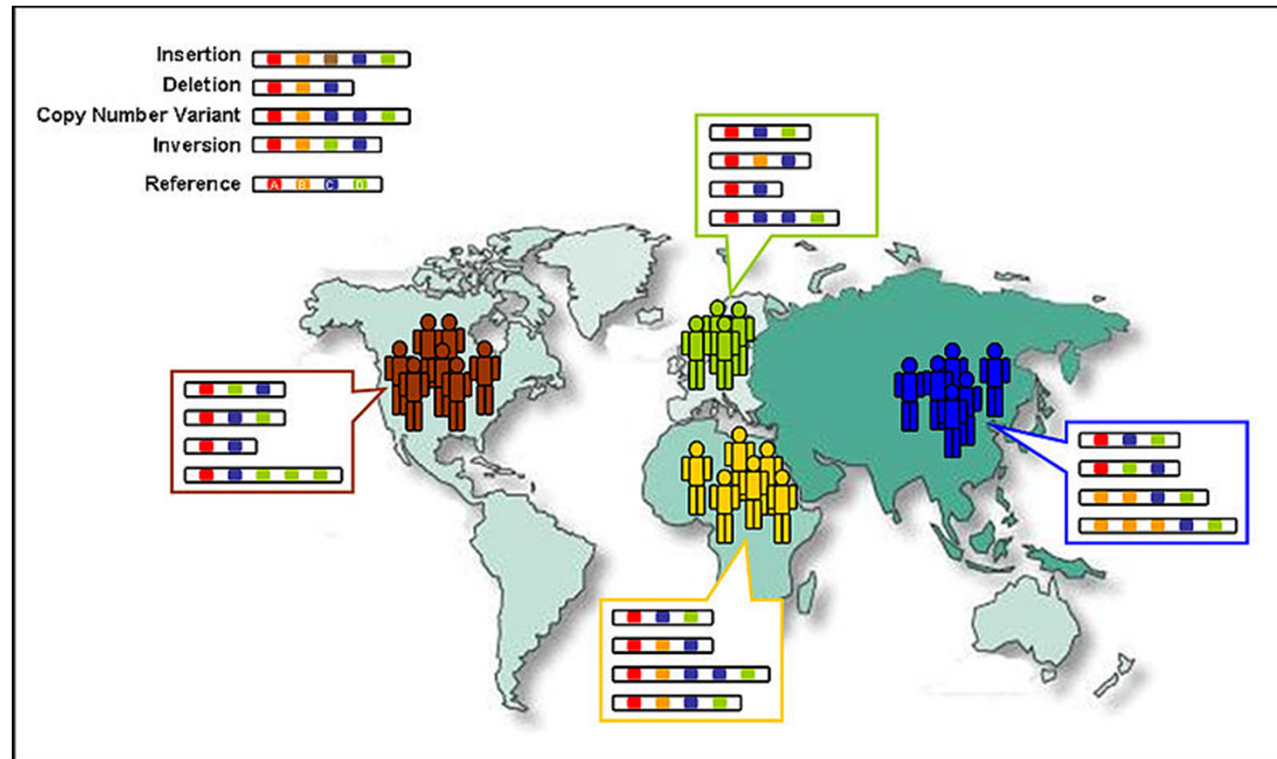 Insertion
Deletion
Copy Number Variant
Inversion
Reference A B C D